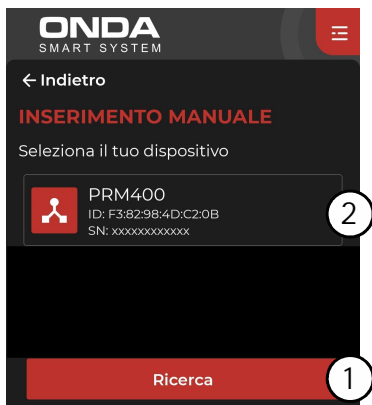 ONDA
SMART SYSTEM
← Indietro
INSERIMENTO MANUALE
Seleziona il tuo dispositivo
PRM400
ID: F3:82:98:4D:C2:0B
SN: xxxxxxxxxxxx
2
Ricerca
1